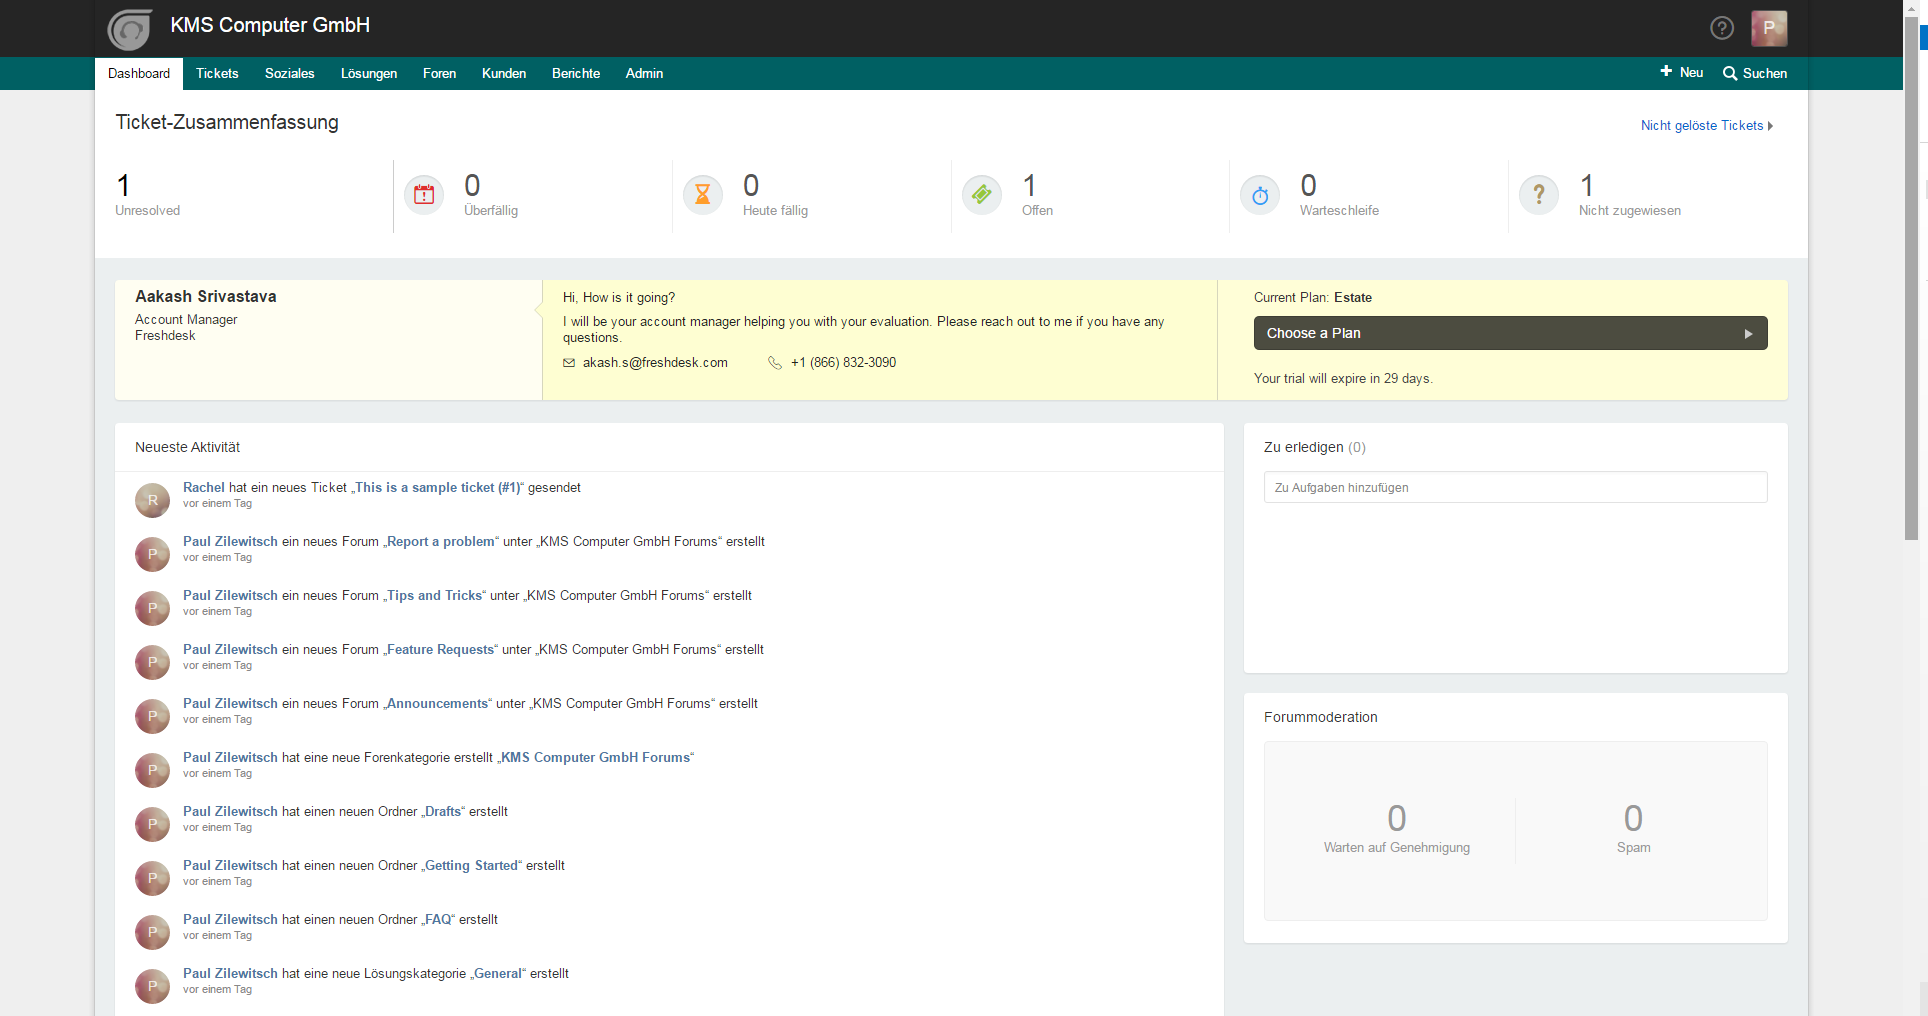 KMS Computer GmbH
?
P
Dashboard Tickets Soziales Lösungen Foren Kunden Berichte Admin
Neu Suchen
Ticket-Zusammenfassung
Nicht gelöste Tickets
1
Unresolved
0
Überfällig
0
Heute fällig
1
Offen
0
Warteschleife
?
1
Nicht zugewiesen
Aakash Srivastava
Account Manager
Freshdesk
Hi, How is it going?
I will be your account manager helping you with your evaluation. Please reach out to me if you have any
questions.
akash.s@freshdesk.com +1 (866) 832-3090
Current Plan: Estate
Choose a Plan
Your trial will expire in 29 days.
Neueste Aktivität
R
Rachel hat ein neues Ticket „This is a sample ticket (#1)“ gesendet
vor einem Tag
P
Paul Zilewitsch ein neues Forum „Report a problem“ unter „KMS Computer GmbH Forums“ erstellt
vor einem Tag
P
Paul Zilewitsch ein neues Forum „Tips and Tricks“ unter „KMS Computer GmbH Forums“ erstellt
vor einem Tag
P
Paul Zilewitsch ein neues Forum „Feature Requests“ unter „KMS Computer GmbH Forums“ erstellt
vor einem Tag
P
Paul Zilewitsch ein neues Forum „Announcements“ unter „KMS Computer GmbH Forums“ erstellt
vor einem Tag
P
Paul Zilewitsch hat eine neue Forenkategorie erstellt „KMS Computer GmbH Forums“
vor einem Tag
P
Paul Zilewitsch hat einen neuen Ordner „Drafts“ erstellt
vor einem Tag
P
Paul Zilewitsch hat einen neuen Ordner „Getting Started“ erstellt
vor einem Tag
P
Paul Zilewitsch hat einen neuen Ordner „FAQ“ erstellt
vor einem Tag
P
Paul Zilewitsch hat eine neue Lösungskategorie „General“ erstellt
vor einem Tag
Zu erledigen (0)
Zu Aufgaben hinzufügen
Forummoderation
0
Warten auf Genehmigung
0
Spam